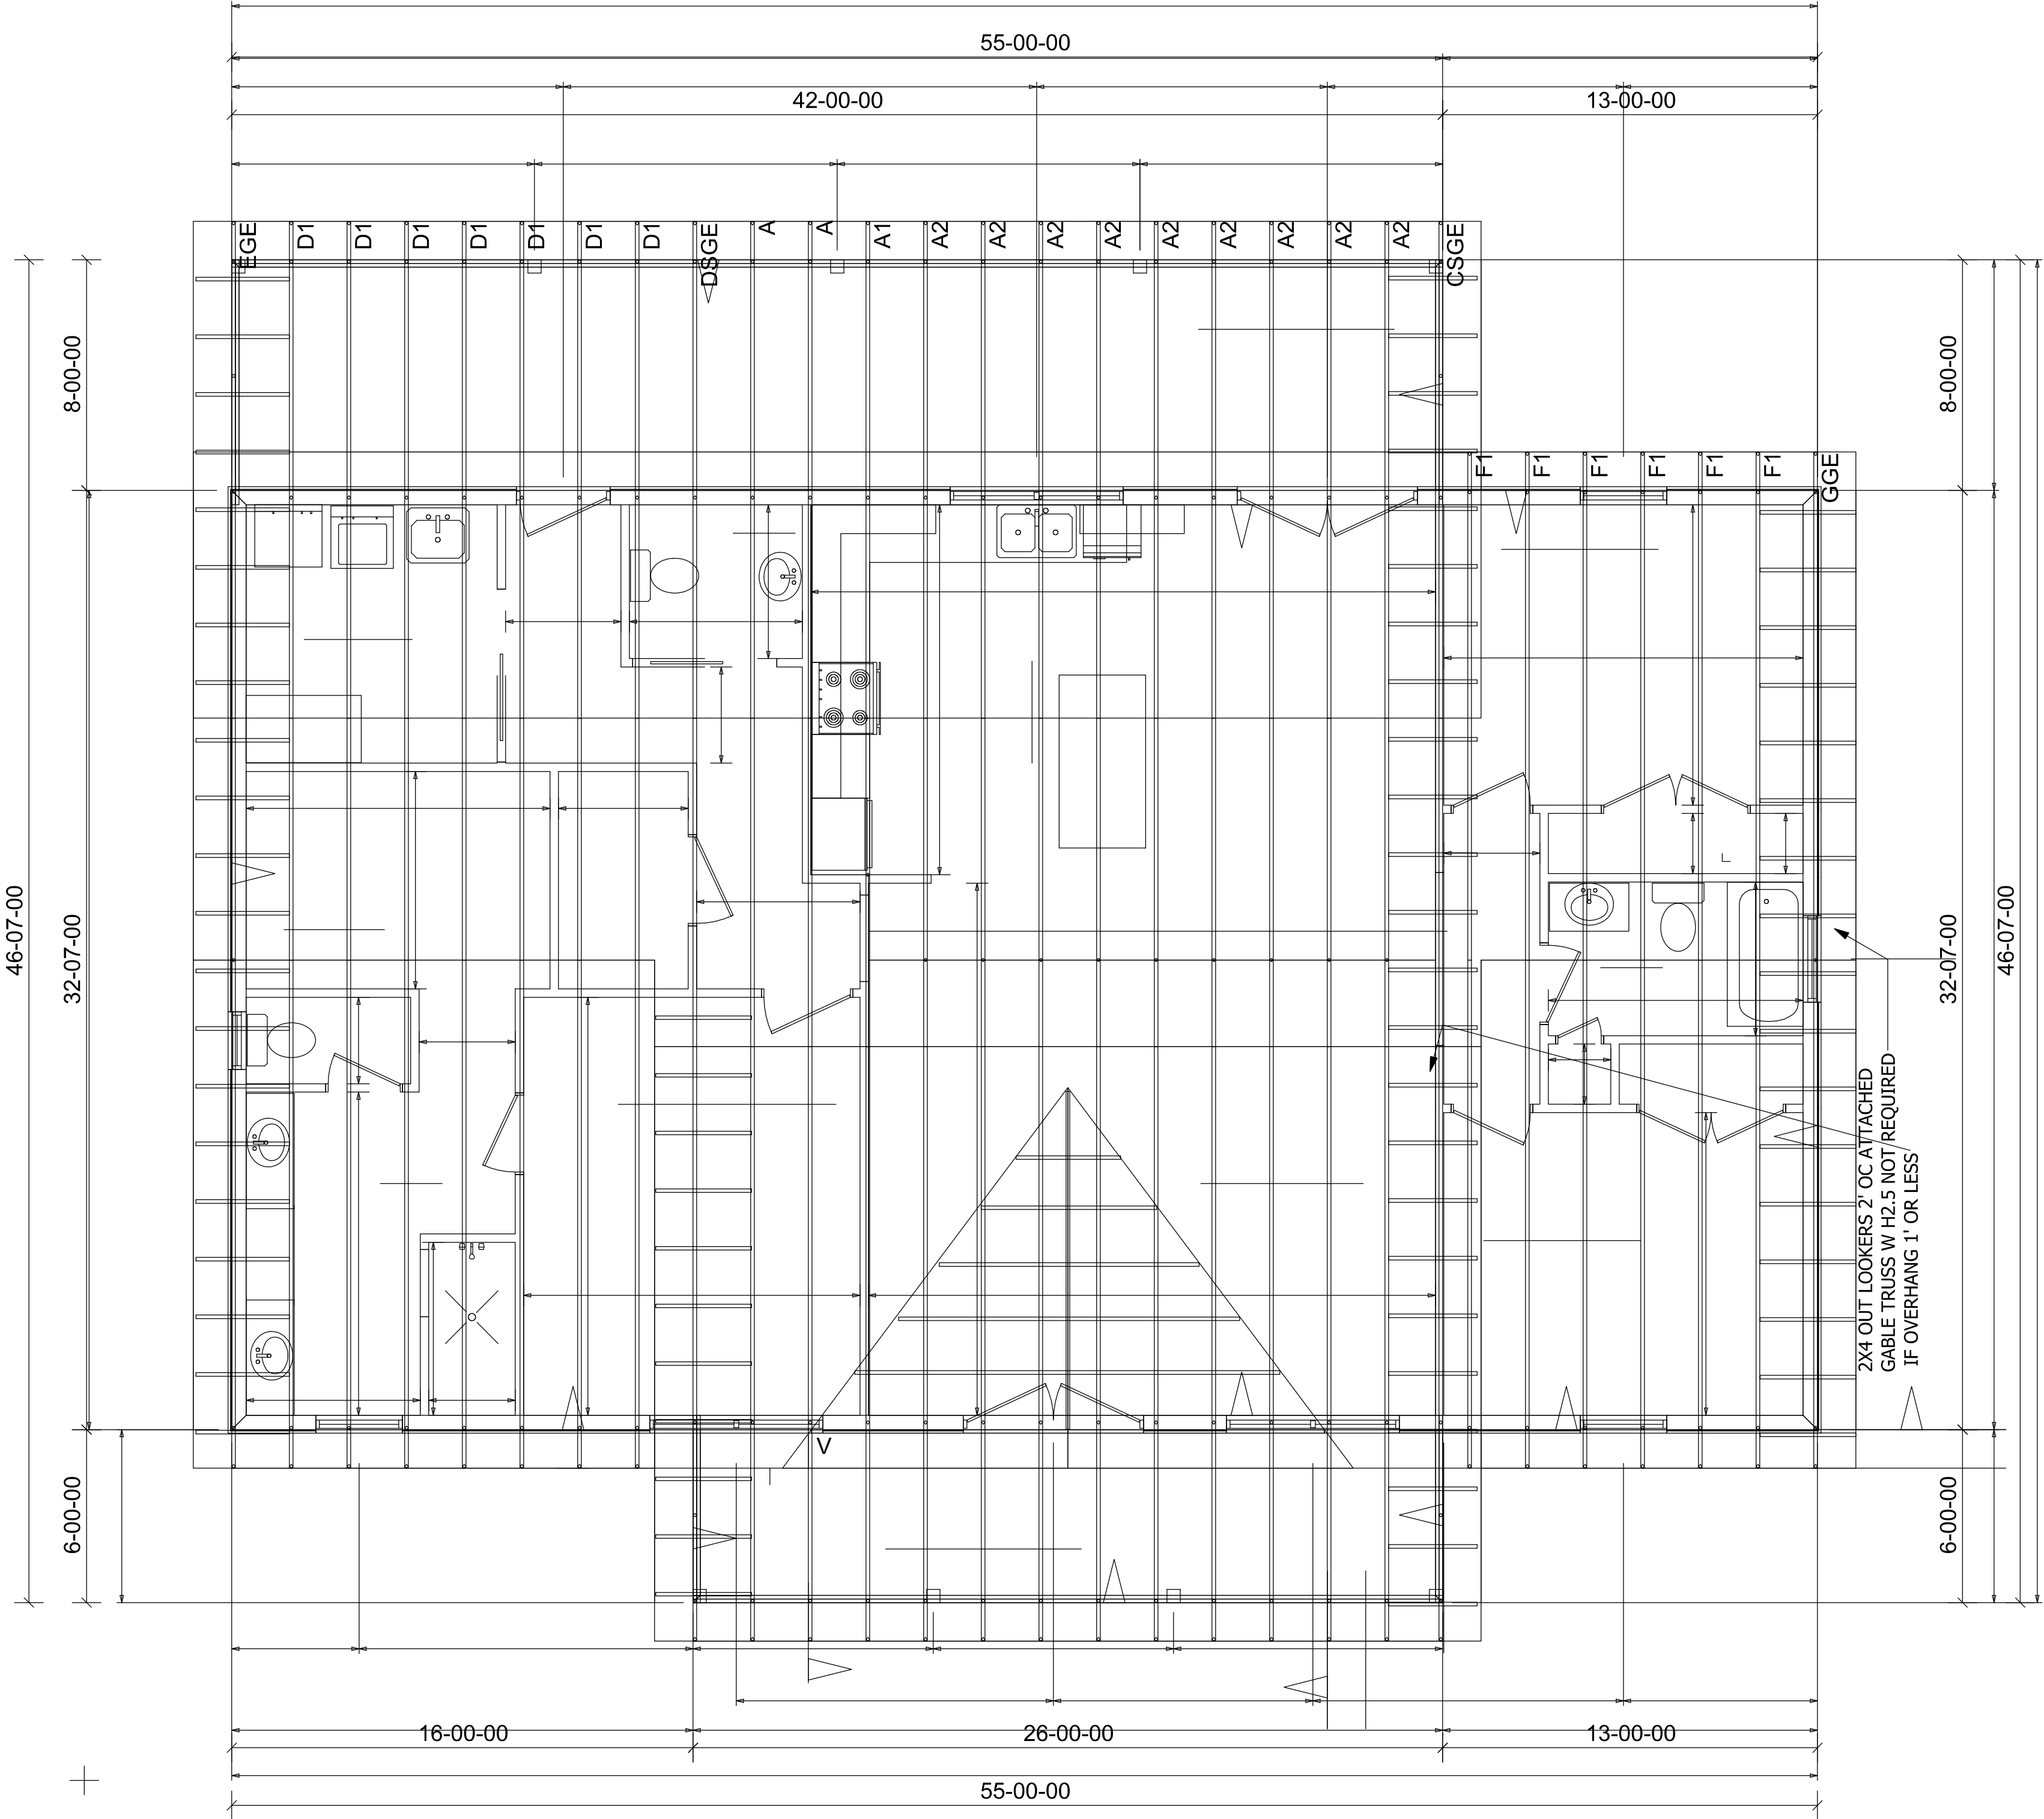 55-00-00
42-00-00
13-00-00
EGE
D1
D1
D1
D1
D1
D1
D1
DSGE
A
A
A1
A2
A2
A2
A2
A2
A2
A2
A2
A2
CSGE
F1
F1
F1
F1
F1
F1
GGE
8-00-00
8-00-00
46-07-00
32-07-00
32-07-00
46-07-00
2X4 OUT LOOKERS 2' OC ATTACHED
GABLE TRUSS W H2.5 NOT REQUIRED
IF OVERHANG 1' OR LESS
V
6-00-00
6-00-00
16-00-00
26-00-00
13-00-00
55-00-00